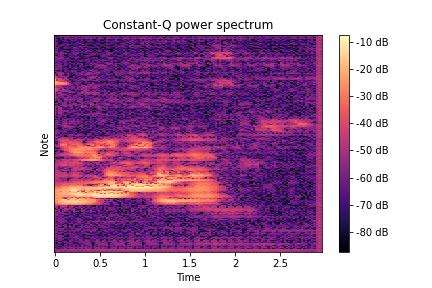 Constant-Q power spectrum
-10 dB
-20 dB
-30 dB
-40 dB
-50 dB
-60 dB
-70 dB
-80 dB
Note
0
0.5
1
1.5
2
2.5
Time